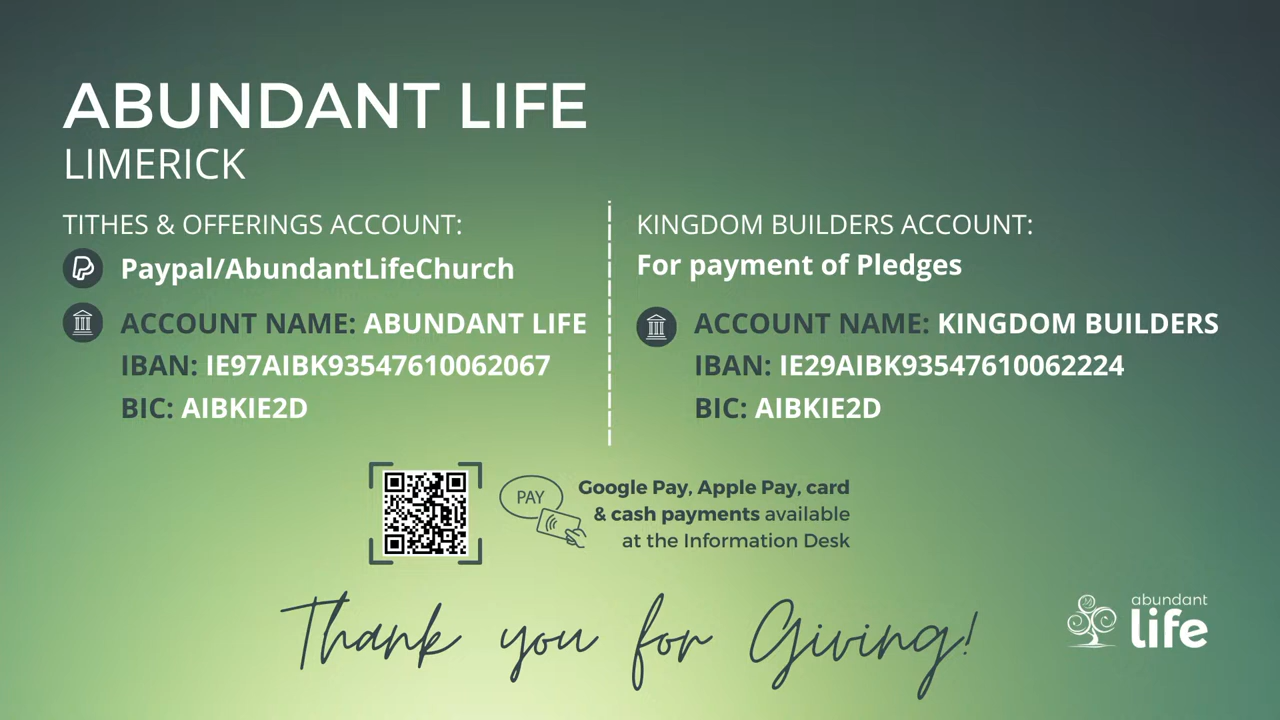 ABUNDANT LIFE
LIMERICK
TITHES & OFFERINGS ACCOUNT:
Paypal/AbundantLifeChurch
ACCOUNT NAME: ABUNDANT LIFE
IBAN: IE97AIBK93547610062067
BIC: AIBKIE2D
KINGDOM BUILDERS ACCOUNT:
For payment of Pledges
ACCOUNT NAME: KINGDOM BUILDERS
IBAN: IE29AIBK93547610062224
BIC: AIBKIE2D
PAY
Google Pay, Apple Pay, card
& cash payments available
at the Information Desk
Thank you for Giving!
abundant
life